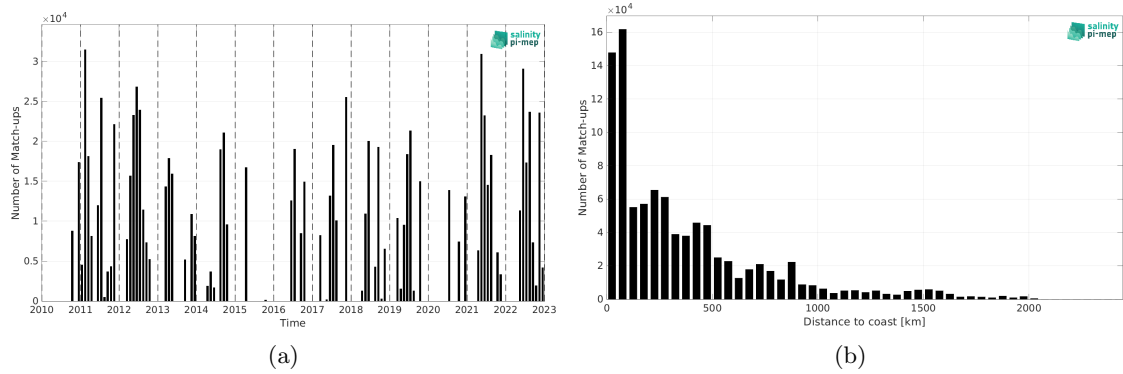 ×10⁴
3
2.5
2
1.5
1
0.5
0
Number of Match-ups
2010 2011 2012 2013 2014 2015 2016 2017 2018 2019 2020 2021 2022 2023
Time
salinity
pi-mep
(a)
×10⁴
16
14
12
10
8
6
4
2
0
Number of Match-ups
0 500 1000 1500 2000
Distance to coast [km]
salinity
pi-mep
(b)